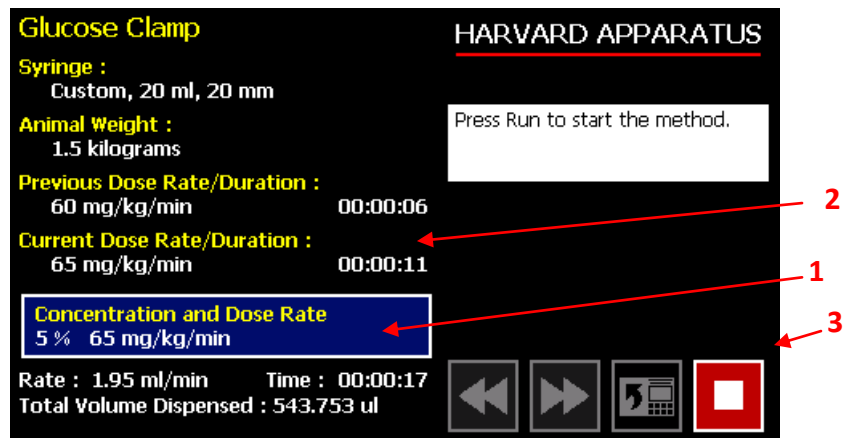 Glucose Clamp
HARVARD APPARATUS
Syringe :
Custom, 20 ml, 20 mm
Animal Weight :
1.5 kilograms
Press Run to start the method.
Previous Dose Rate/Duration :
60 mg/kg/min 00:00:06
2
Current Dose Rate/Duration :
65 mg/kg/min 00:00:11
1
Concentration and Dose Rate
5 % 65 mg/kg/min
3
Rate : 1.95 ml/min Time : 00:00:17
Total Volume Dispensed : 543.753 ul